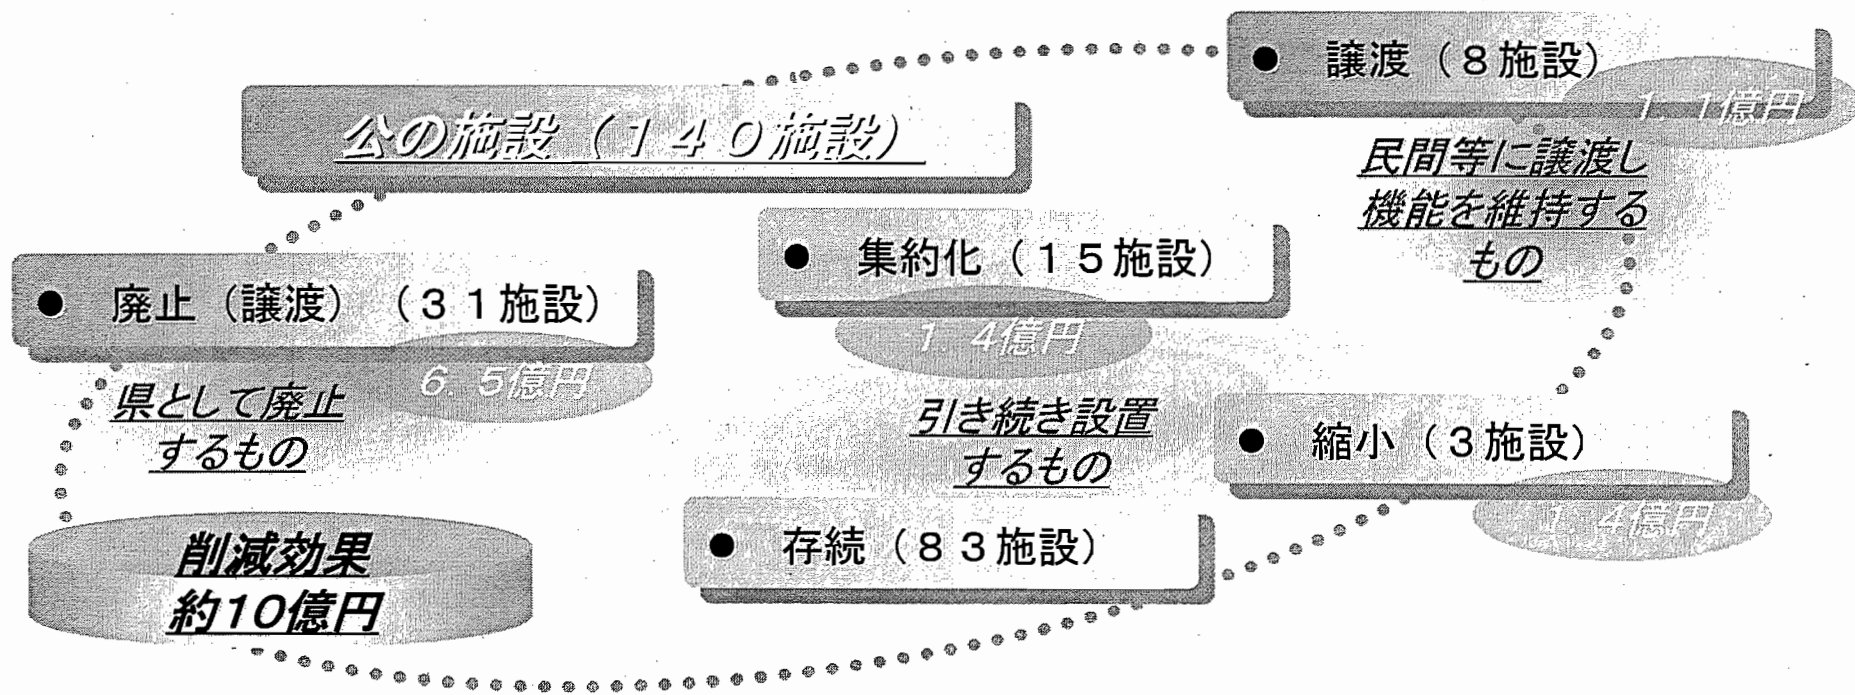 公の施設（１４０施設）
● 譲渡（８施設）
１．１億円
民間等に譲渡し
機能を維持する
もの
● 廃止（譲渡）（３１施設）
６．５億円
県として廃止
するもの
● 集約化（１５施設）
１．４億円
引き続き設置
するもの
● 縮小（３施設）
１．４億円
● 存続（８３施設）
削減効果
約１０億円